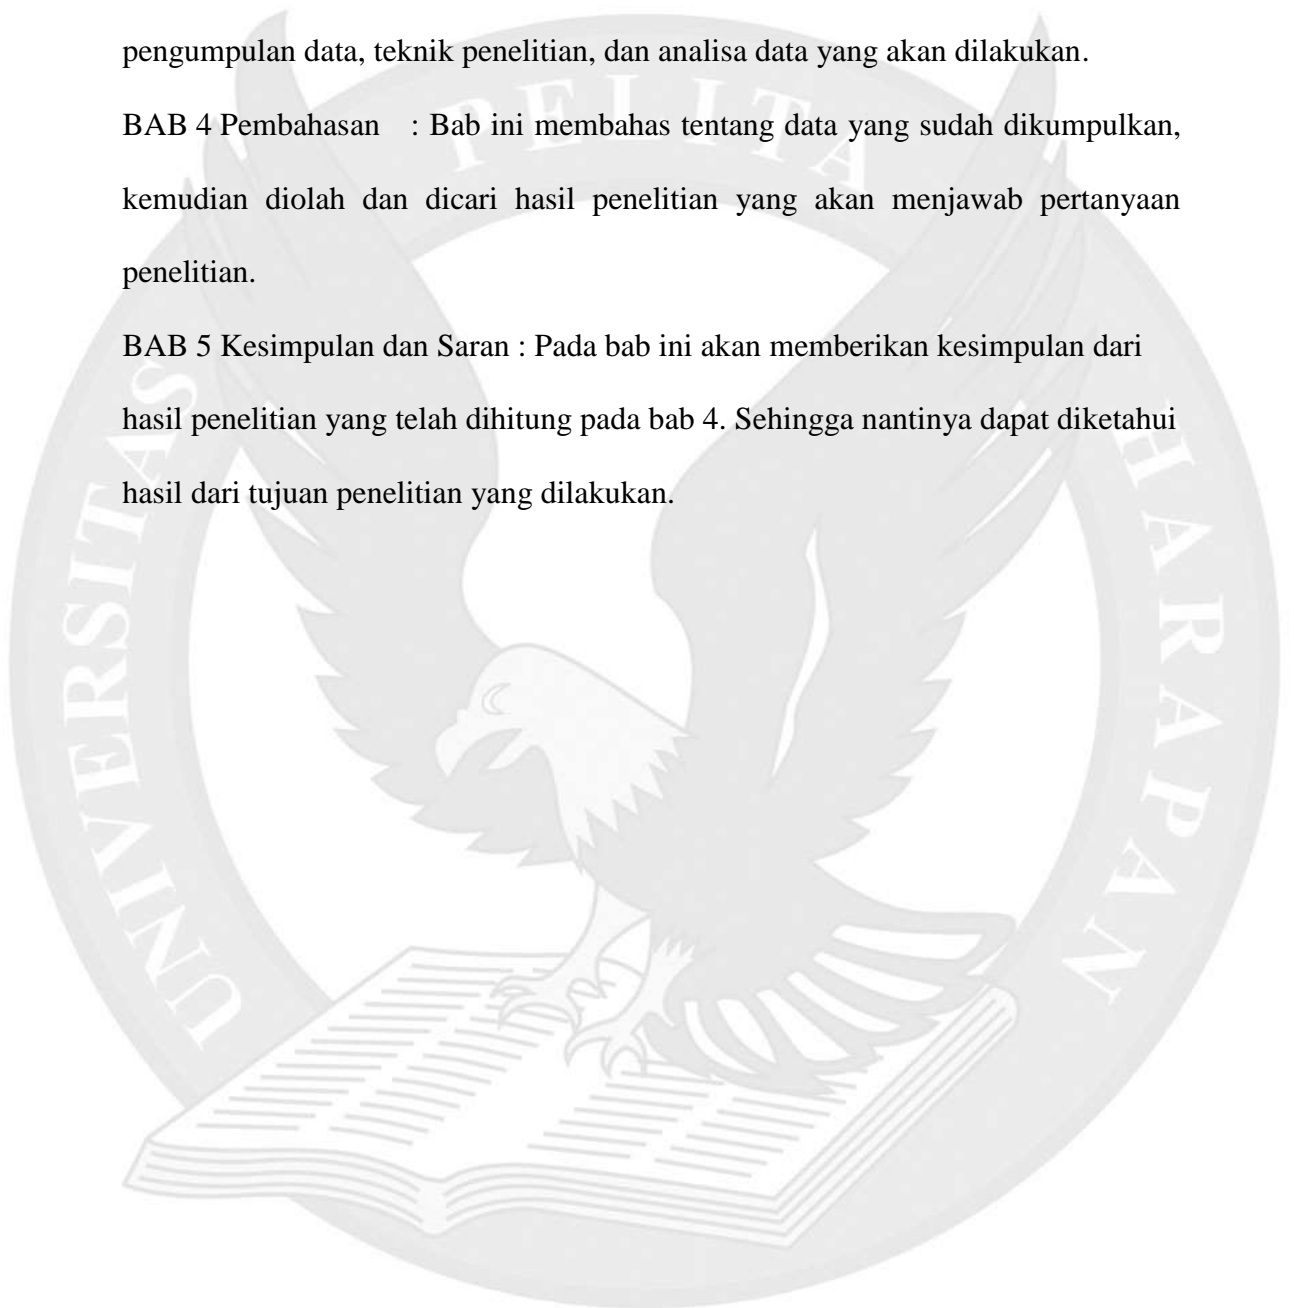 pengumpulan data, teknik penelitian, dan analisa data yang akan dilakukan.
BAB 4 Pembahasan : Bab ini membahas tentang data yang sudah dikumpulkan,
kemudian diolah dan dicari hasil penelitian yang akan menjawab pertanyaan
penelitian.
BAB 5 Kesimpulan dan Saran : Pada bab ini akan memberikan kesimpulan dari
hasil penelitian yang telah dihitung pada bab 4. Sehingga nantinya dapat diketahui
hasil dari tujuan penelitian yang dilakukan.
UNIVERSITAS PELITA HARAPAN